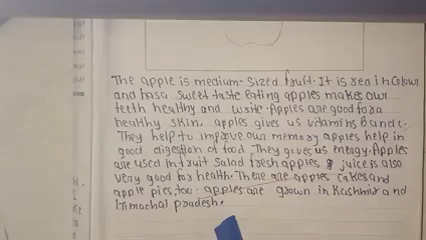 The apple is medium-sized fruit. It is red in Colour
and has a sweet taste eating apples makes our
teeth healthy and white. Apples are good for a
healthy skin. apples gives us vitamins B and c.
They help to improve our memory apples help in
good digestion of food They gives us energy. Apples
are used in fruit salad fresh apples juice is also
very good for health. There are apples cakes and
apple pies, too. apples are grown in Kashmir and
Himachal pradesh.